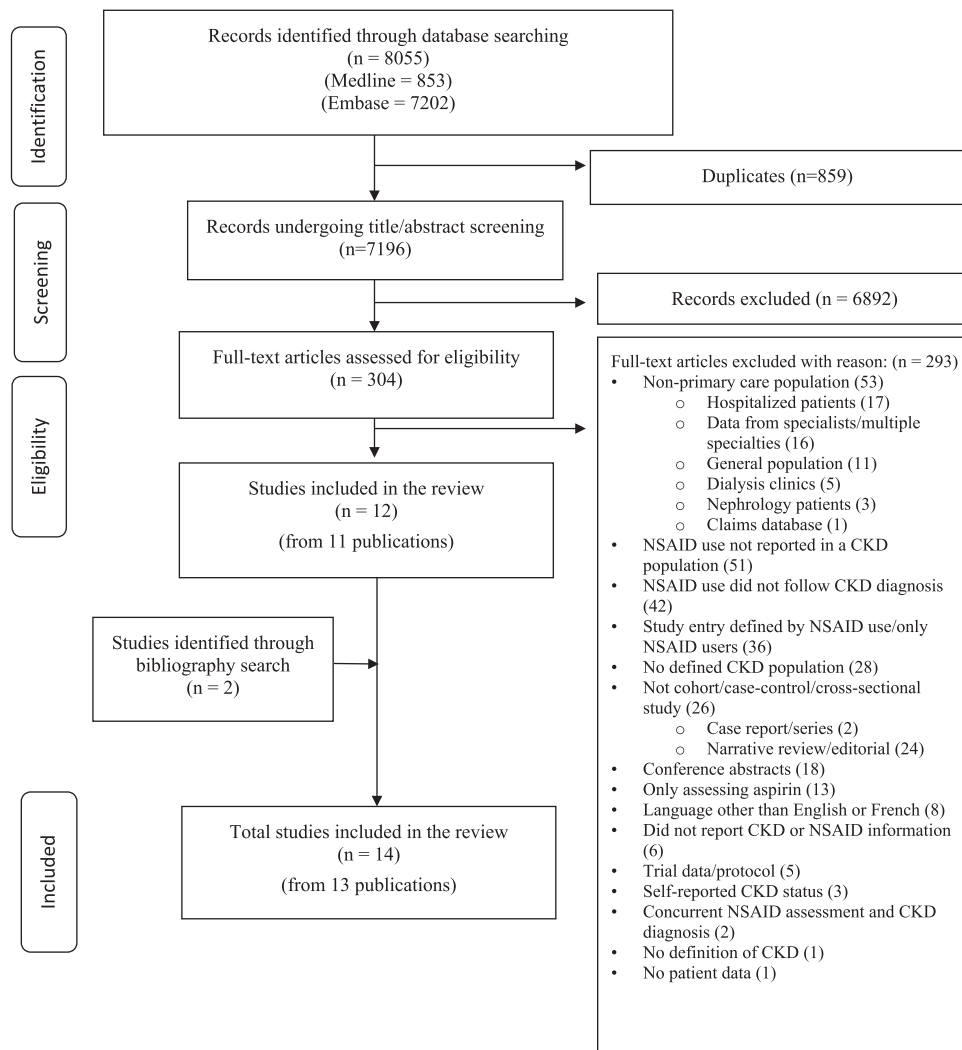 Identification
Records identified through database searching
(n = 8055)
(Medline = 853)
(Embase = 7202)
Duplicates (n=859)
Screening
Records undergoing title/abstract screening
(n=7196)
Records excluded (n = 6892)
Eligibility
Full-text articles assessed for eligibility
(n = 304)
Full-text articles excluded with reason: (n = 293)
• Non-primary care population (53)
o Hospitalized patients (17)
o Data from specialists/multiple
specialties (16)
o General population (11)
o Dialysis clinics (5)
o Nephrology patients (3)
o Claims database (1)
• NSAID use not reported in a CKD
population (51)
• NSAID use did not follow CKD diagnosis
(42)
• Study entry defined by NSAID use/only
NSAID users (36)
• No defined CKD population (28)
• Not cohort/case-control/cross-sectional
study (26)
o Case report/series (2)
o Narrative review/editorial (24)
• Conference abstracts (18)
• Only assessing aspirin (13)
• Language other than English or French (8)
• Did not report CKD or NSAID information
(6)
• Trial data/protocol (5)
• Self-reported CKD status (3)
• Concurrent NSAID assessment and CKD
diagnosis (2)
• No definition of CKD (1)
• No patient data (1)
Studies included in the review
(n = 12)
(from 11 publications)
Studies identified through
bibliography search
(n = 2)
Included
Total studies included in the review
(n = 14)
(from 13 publications)